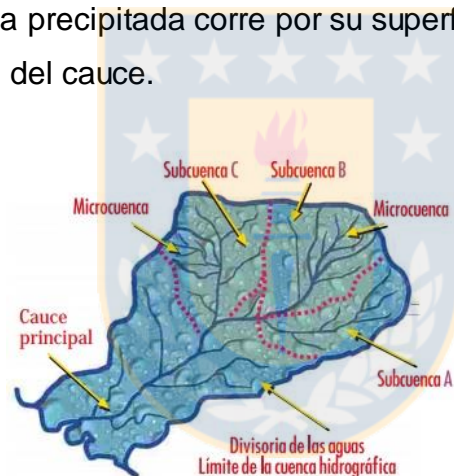 a precipitada corre por su superf
del cauce.
Subcuenca C
Subcuenca B
Microcuenca
Microcuenca
Cauce
principal
Subcuenca A
Divisoria de las aguas
Límite de la cuenca hidrográfica